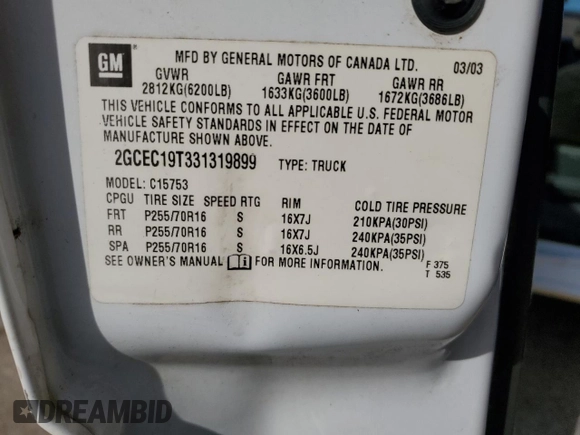 GM
MFD BY GENERAL MOTORS OF CANADA LTD. 03/03
GVWR GAWR FRT GAWR RR
2812KG(6200LB) 1633KG(3600LB) 1672KG(3686LB)
THIS VEHICLE CONFORMS TO ALL APPLICABLE U.S. FEDERAL MOTOR
VEHICLE SAFETY STANDARDS IN EFFECT ON THE DATE OF
MANUFACTURE SHOWN ABOVE.
2GCEC19T331319899 TYPE: TRUCK
MODEL: C15753
CPGU TIRE SIZE SPEED RTG RIM COLD TIRE PRESSURE
FRT P255/70R16 S 16X7J 210KPA(30PSI)
RR P255/70R16 S 16X7J 240KPA(35PSI)
SPA P255/70R16 S 16X6.5J 240KPA(35PSI)
SEE OWNER'S MANUAL FOR MORE INFORMATION. F 375
T 535
DREAMBID